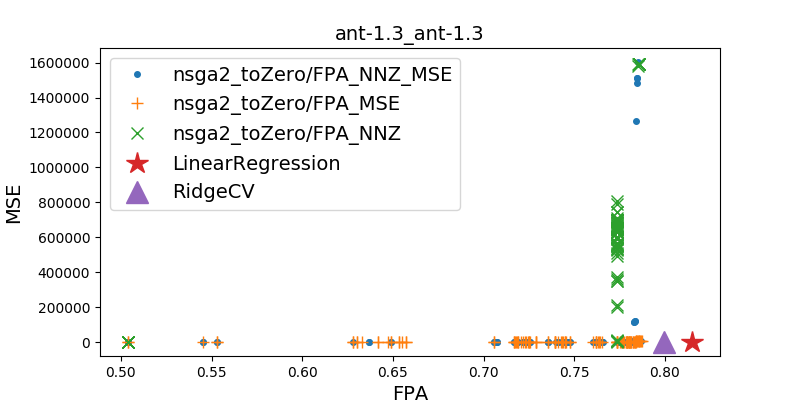 ant-1.3_ant-1.3
1600000
1400000
1200000
1000000
800000
600000
400000
200000
0
MSE
nsga2_toZero/FPA_NNZ_MSE
nsga2_toZero/FPA_MSE
nsga2_toZero/FPA_NNZ
LinearRegression
RidgeCV
0.50 0.55 0.60 0.65 0.70 0.75 0.80
FPA